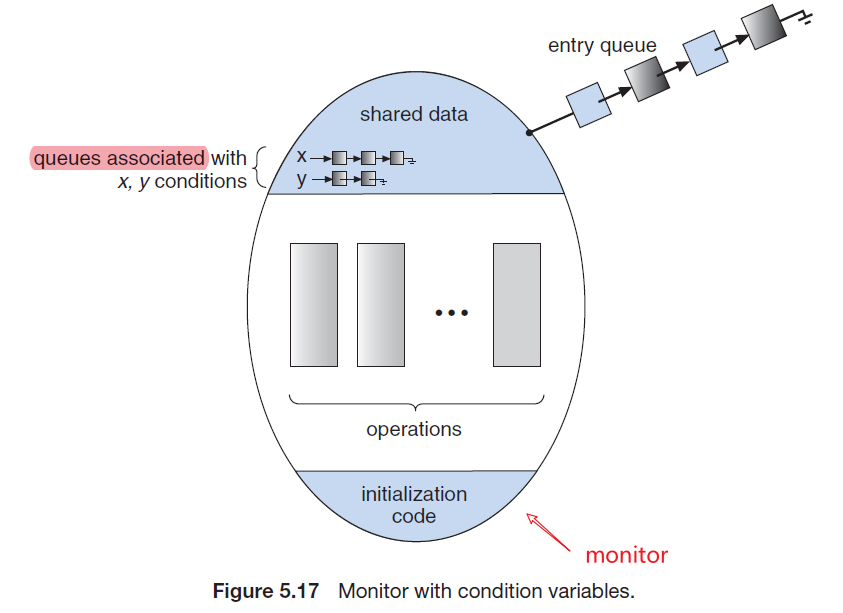 entry queue
shared data
queues associated with
x, y conditions
x
y
•••
operations
initialization
code
monitor
Figure 5.17 Monitor with condition variables.